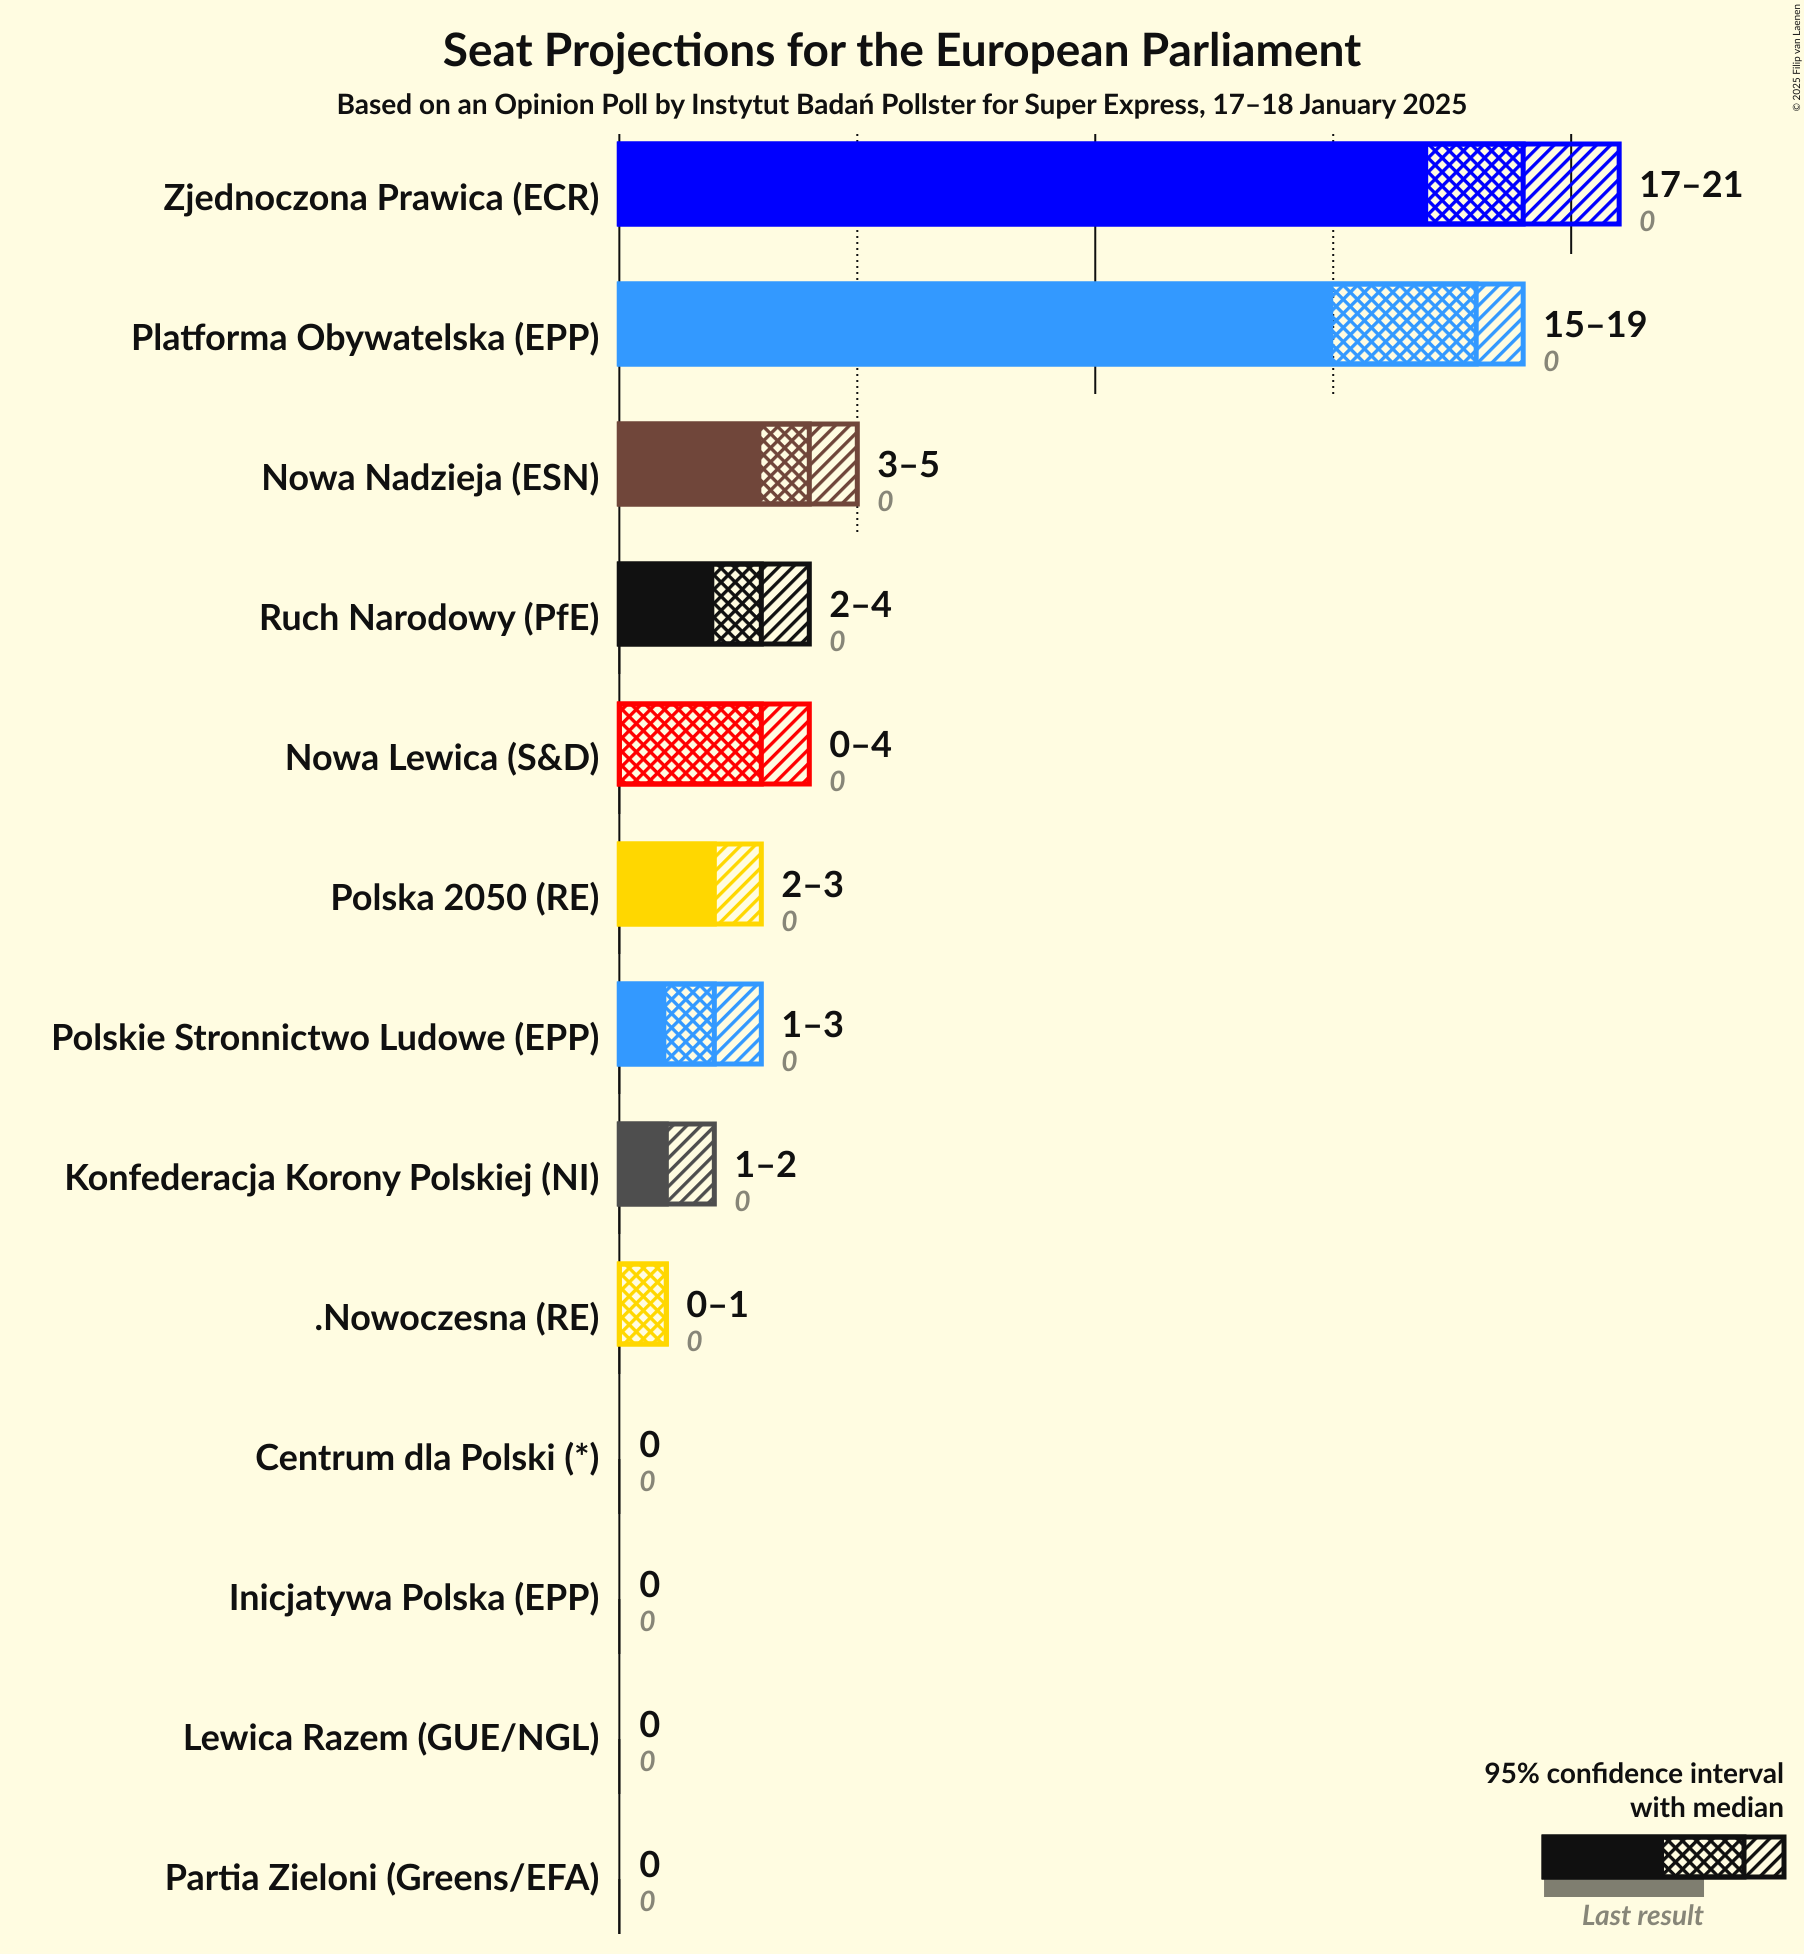 Seat Projections for the European Parliament
Based on an Opinion Poll by Instytut Badań Pollster for Super Express, 17–18 January 2025
© 2025 Filip van Laenen
Zjednoczona Prawica (ECR)
17–21
0
Platforma Obywatelska (EPP)
15–19
0
Nowa Nadzieja (ESN)
3–5
0
Ruch Narodowy (PfE)
2–4
0
Nowa Lewica (S&D)
0–4
0
Polska 2050 (RE)
2–3
0
Polskie Stronnictwo Ludowe (EPP)
1–3
0
Konfederacja Korony Polskiej (NI)
1–2
0
.Nowoczesna (RE)
0–1
0
Centrum dla Polski (*)
0
0
Inicjatywa Polska (EPP)
0
0
Lewica Razem (GUE/NGL)
0
0
Partia Zieloni (Greens/EFA)
0
0
95% confidence interval
with median
Last result